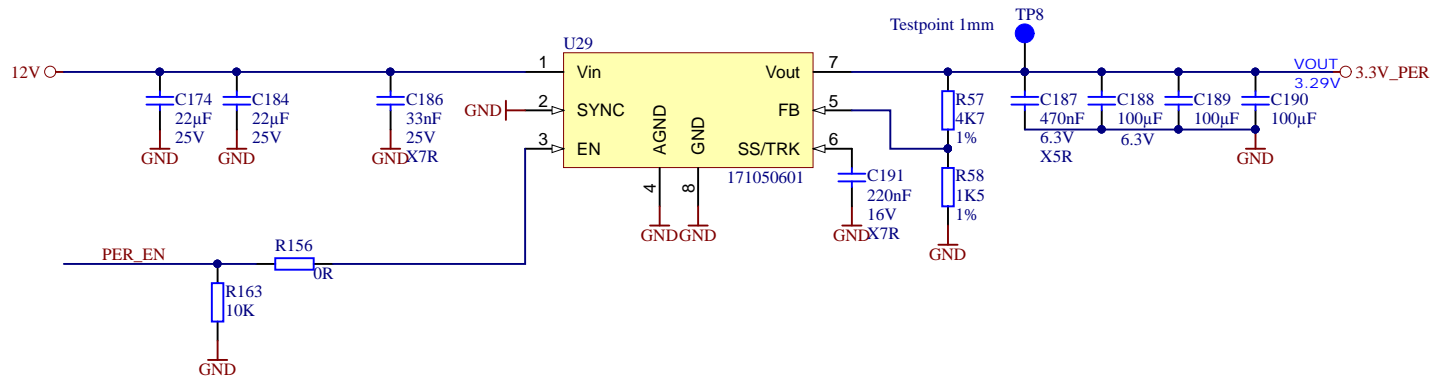 Testpoint 1mm
TP8
U29
12V
1
Vin
Vout
7
VOUT
3.29V
3.3V_PER
C174
22µF
25V
GND
C184
22µF
25V
GND
C186
33nF
25V
X7R
GND
GND
2
SYNC
3
EN
AGND
GND
FB
5
SS/TRK
6
4
8
171050601
GND
GND
C191
220nF
16V
X7R
GND
R57
4K7
1%
R58
1K5
1%
GND
C187
470nF
6.3V
X5R
C188
100µF
6.3V
C189
100µF
C190
100µF
GND
PER_EN
R156
0R
R163
10K
GND